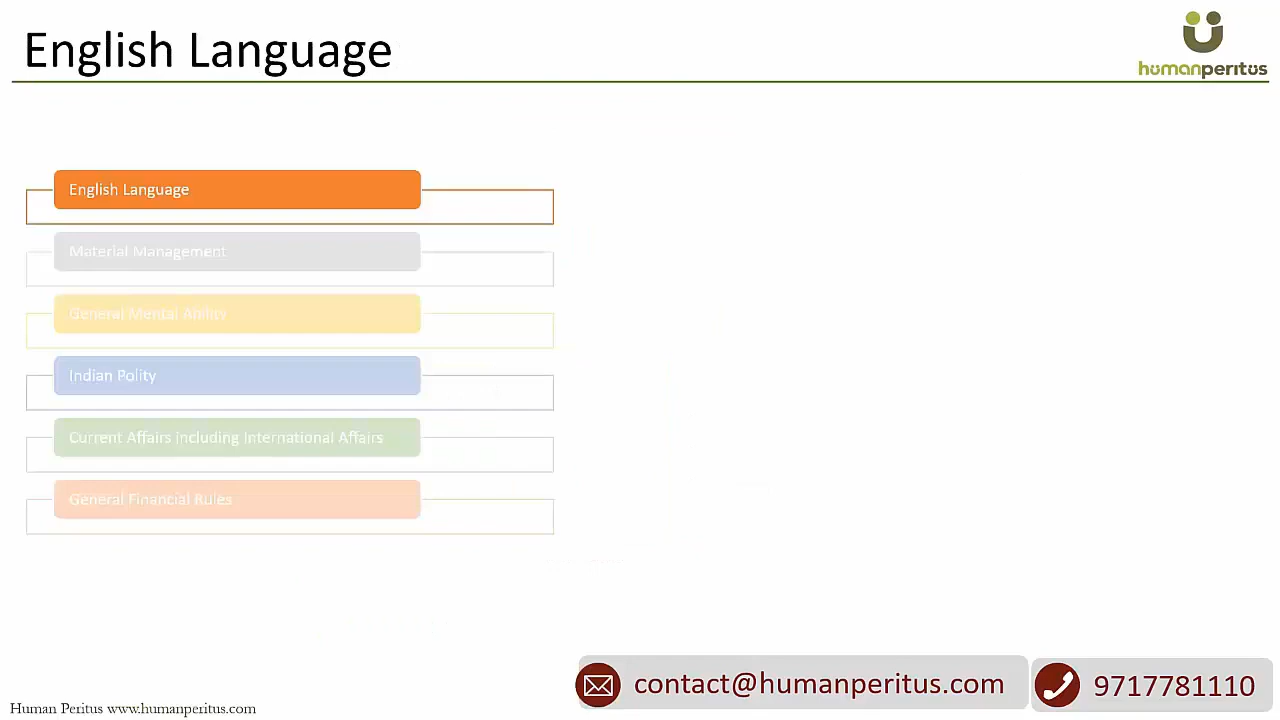 English Language
humanperitus
English Language
Material Management
General Mental Ability
Indian Polity
Current Affairs including International Affairs
General Financial Rules
contact@humanperitus.com
9717781110
Human Peritus www.humanperitus.com